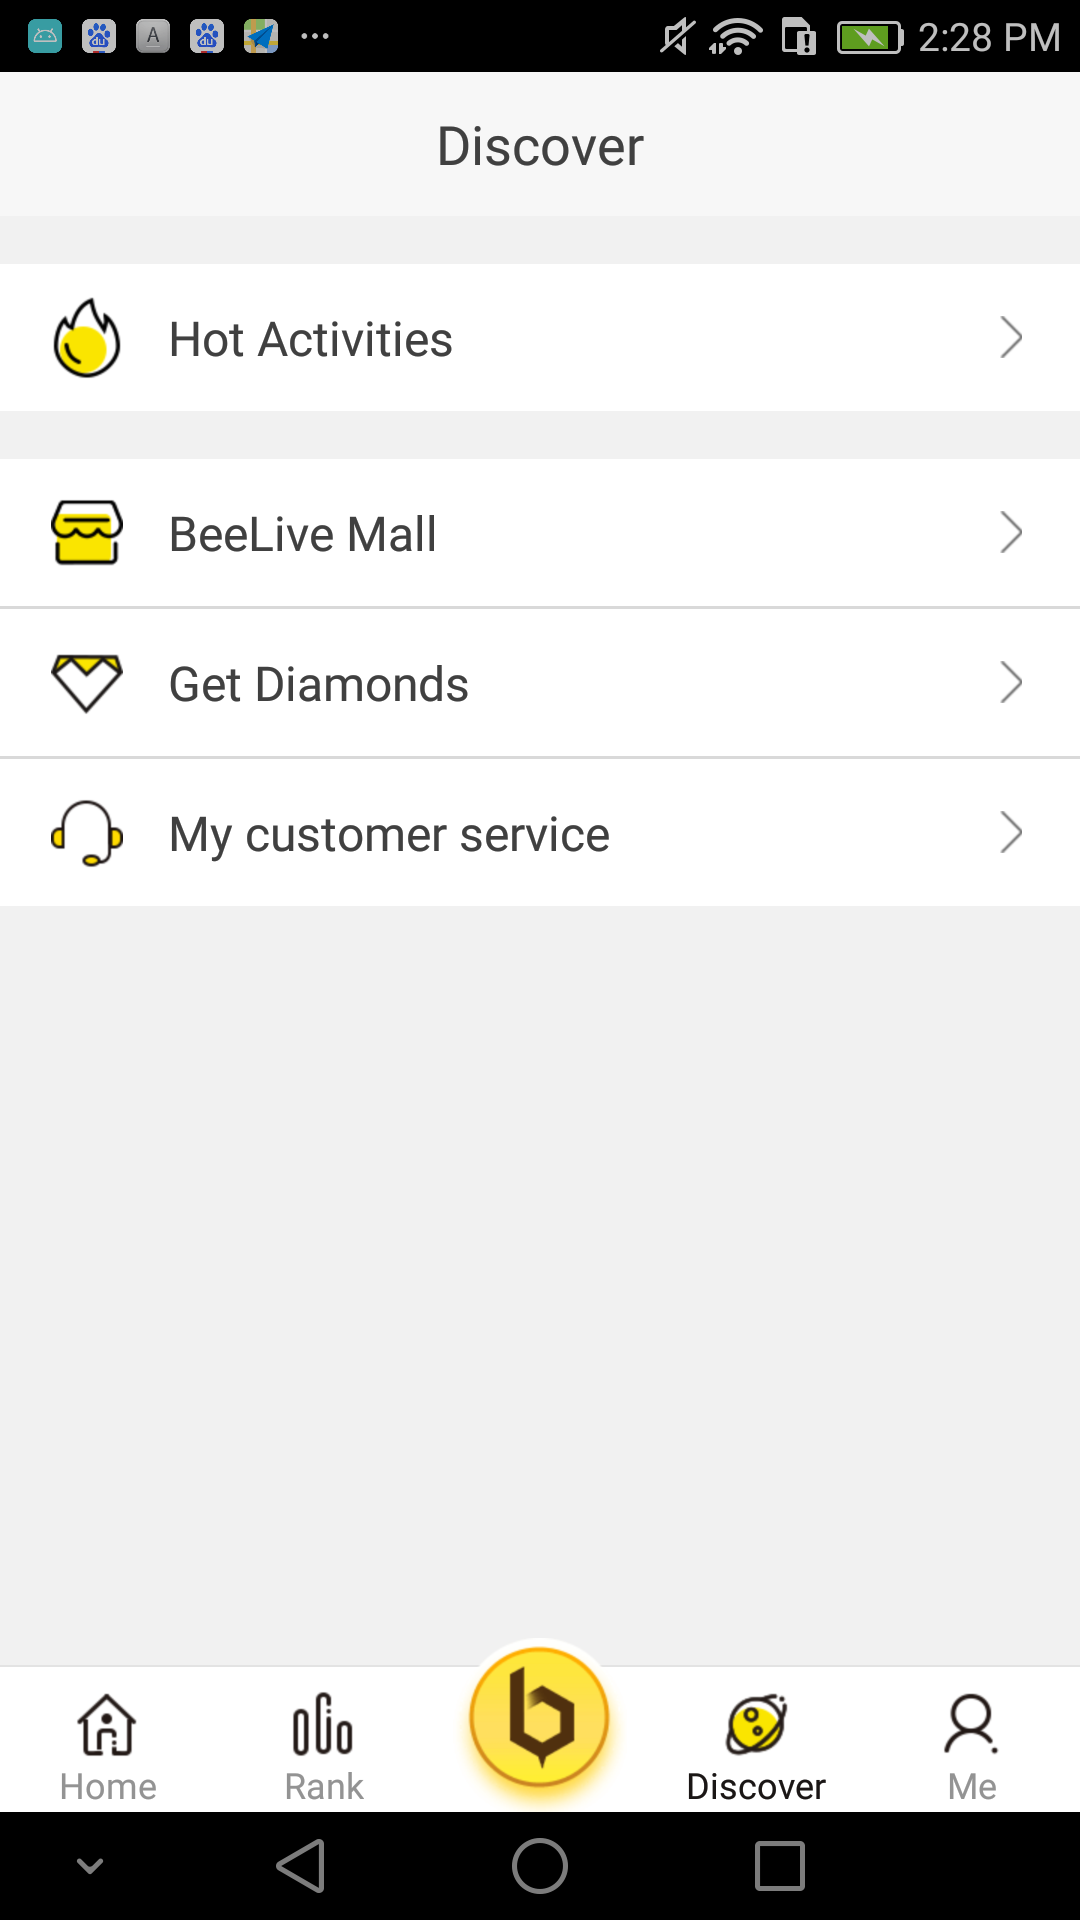 2:28 PM
Discover
Hot Activities
BeeLive Mall
Get Diamonds
My customer service
Home
Rank
Discover
Me